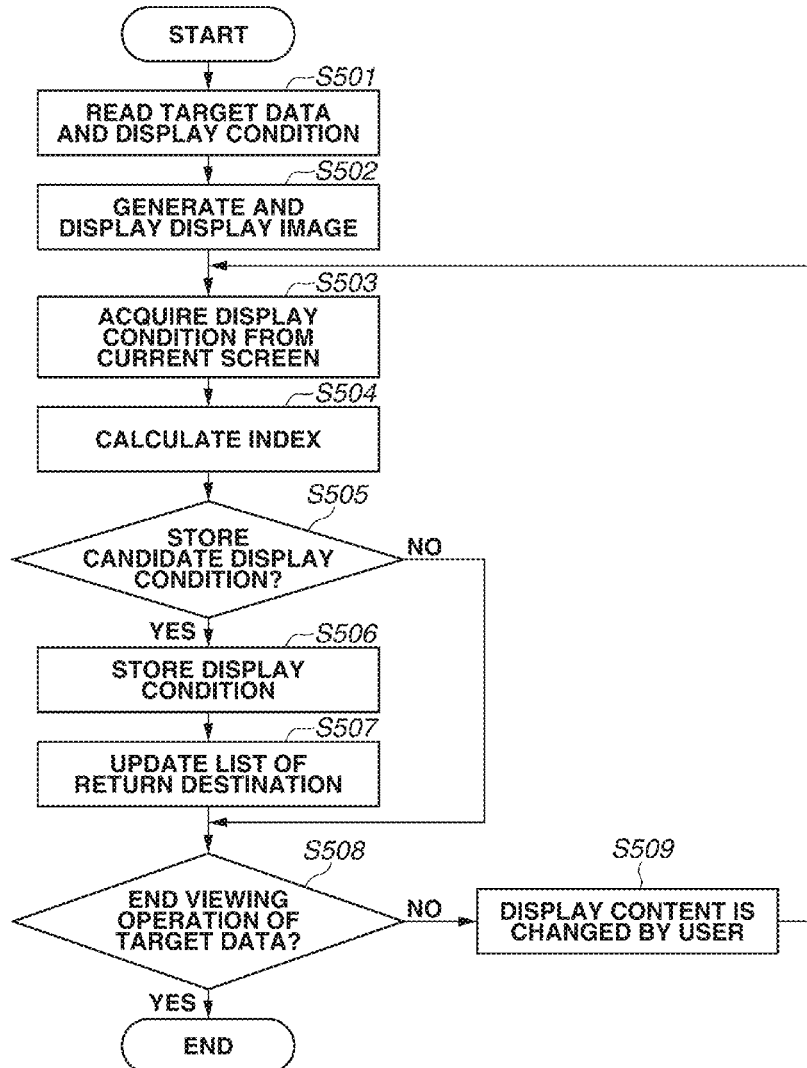 START
S501
READ TARGET DATA
AND DISPLAY CONDITION
S502
GENERATE AND
DISPLAY DISPLAY IMAGE
S503
ACQUIRE DISPLAY
CONDITION FROM
CURRENT SCREEN
S504
CALCULATE INDEX
S505
STORE
CANDIDATE DISPLAY
CONDITION?
NO
YES
S506
STORE DISPLAY
CONDITION
S507
UPDATE LIST OF
RETURN DESTINATION
S508
END VIEWING
OPERATION OF
TARGET DATA?
NO
S509
DISPLAY CONTENT IS
CHANGED BY USER
YES
END